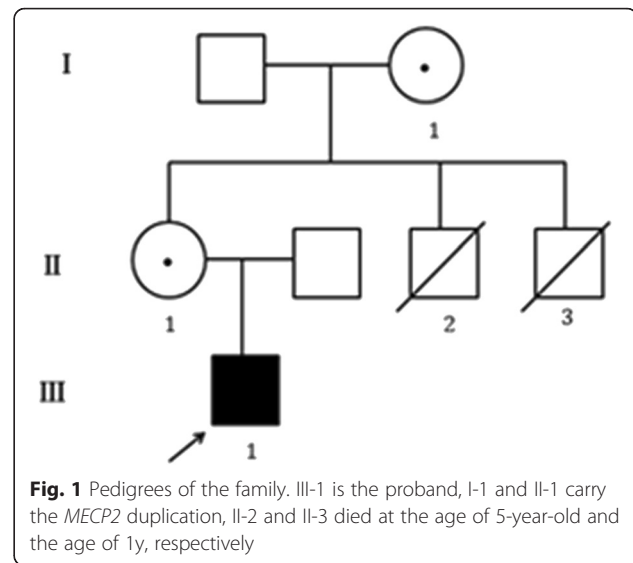 I
1
II
1
2
3
III
1
Fig. 1 Pedigrees of the family. III-1 is the proband, I-1 and II-1 carry
the MECP2 duplication, II-2 and II-3 died at the age of 5-year-old and
the age of 1y, respectively